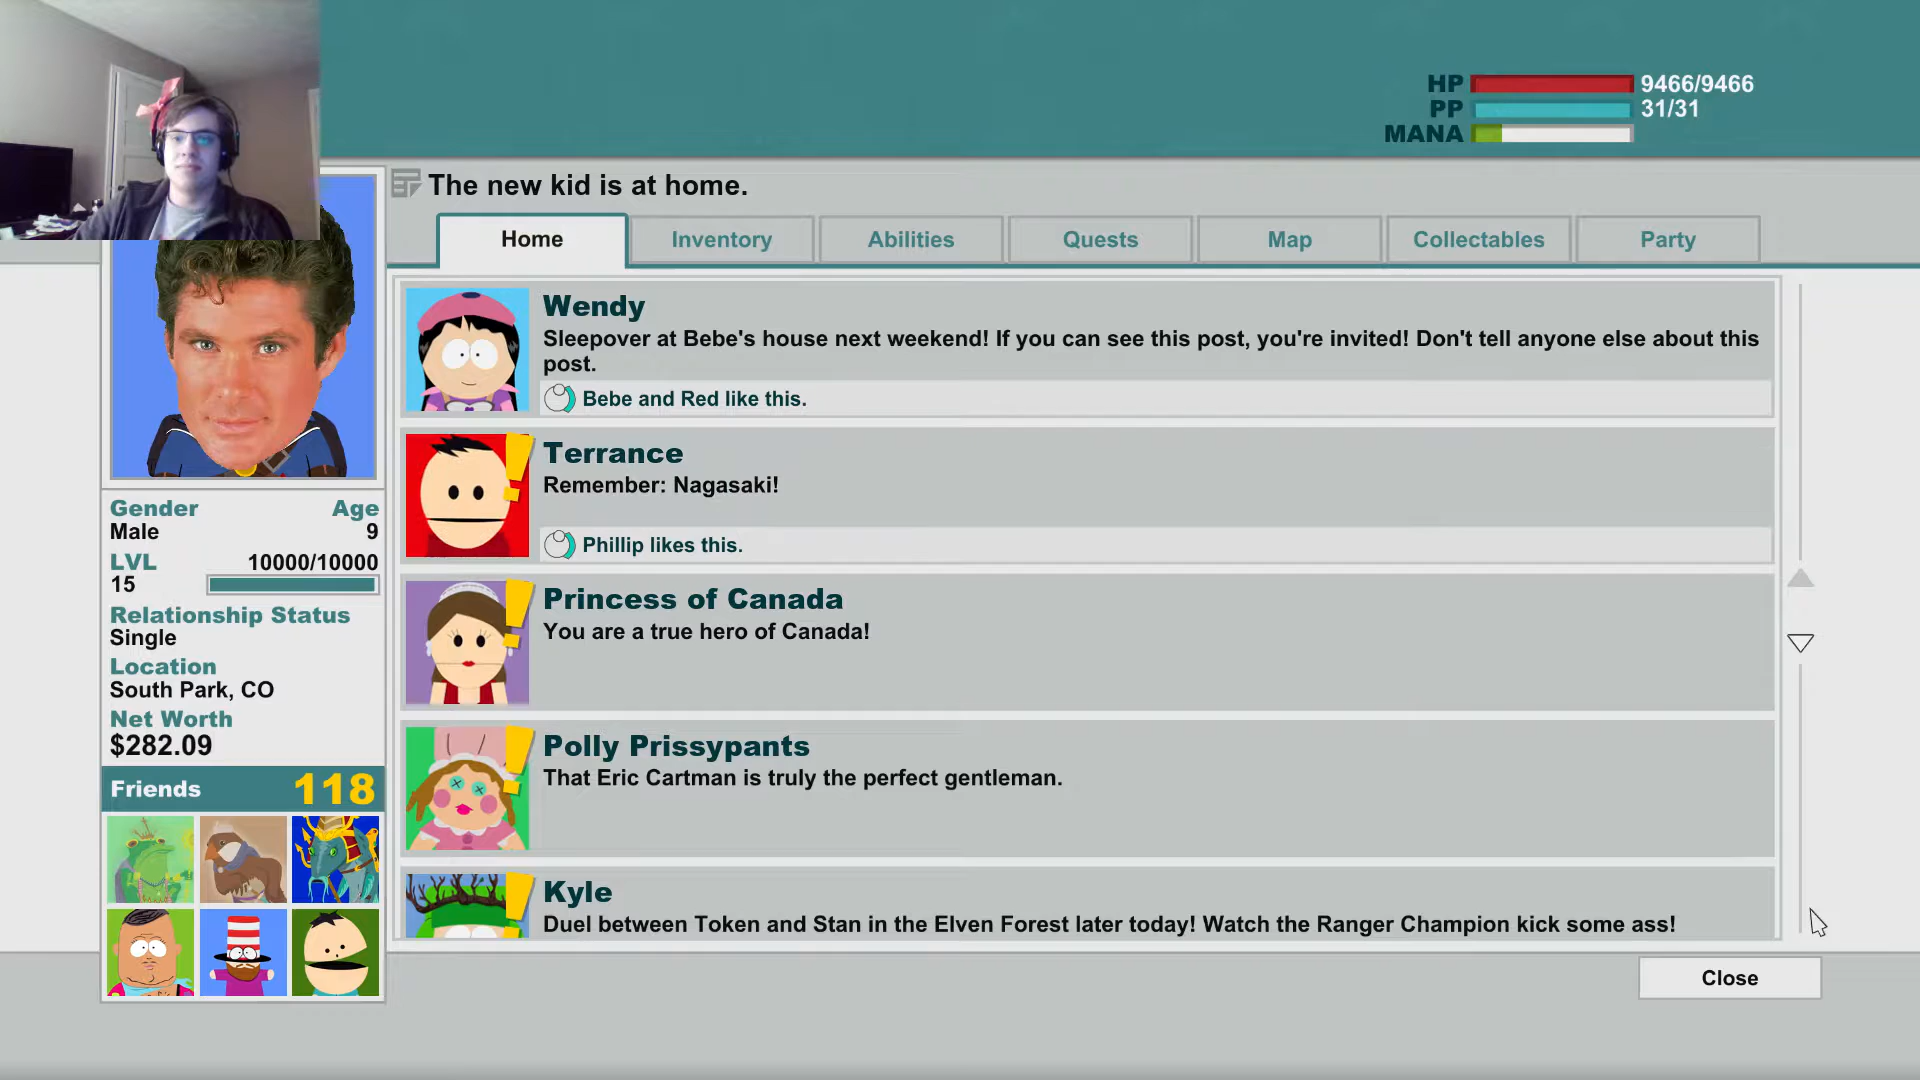 HP 9466/9466
PP 31/31
MANA
The new kid is at home.
Home Inventory Abilities Quests Map Collectables Party
Wendy
Sleepover at Bebe's house next weekend! If you can see this post, you're invited! Don't tell anyone else about this
post.
Bebe and Red like this.
Terrance
Remember: Nagasaki!
Phillip likes this.
Princess of Canada
You are a true hero of Canada!
Polly Prissypants
That Eric Cartman is truly the perfect gentleman.
Kyle
Duel between Token and Stan in the Elven Forest later today! Watch the Ranger Champion kick some ass!
Gender Age
Male 9
LVL 10000/10000
15
Relationship Status
Single
Location
South Park, CO
Net Worth
$282.09
Friends 118
Close